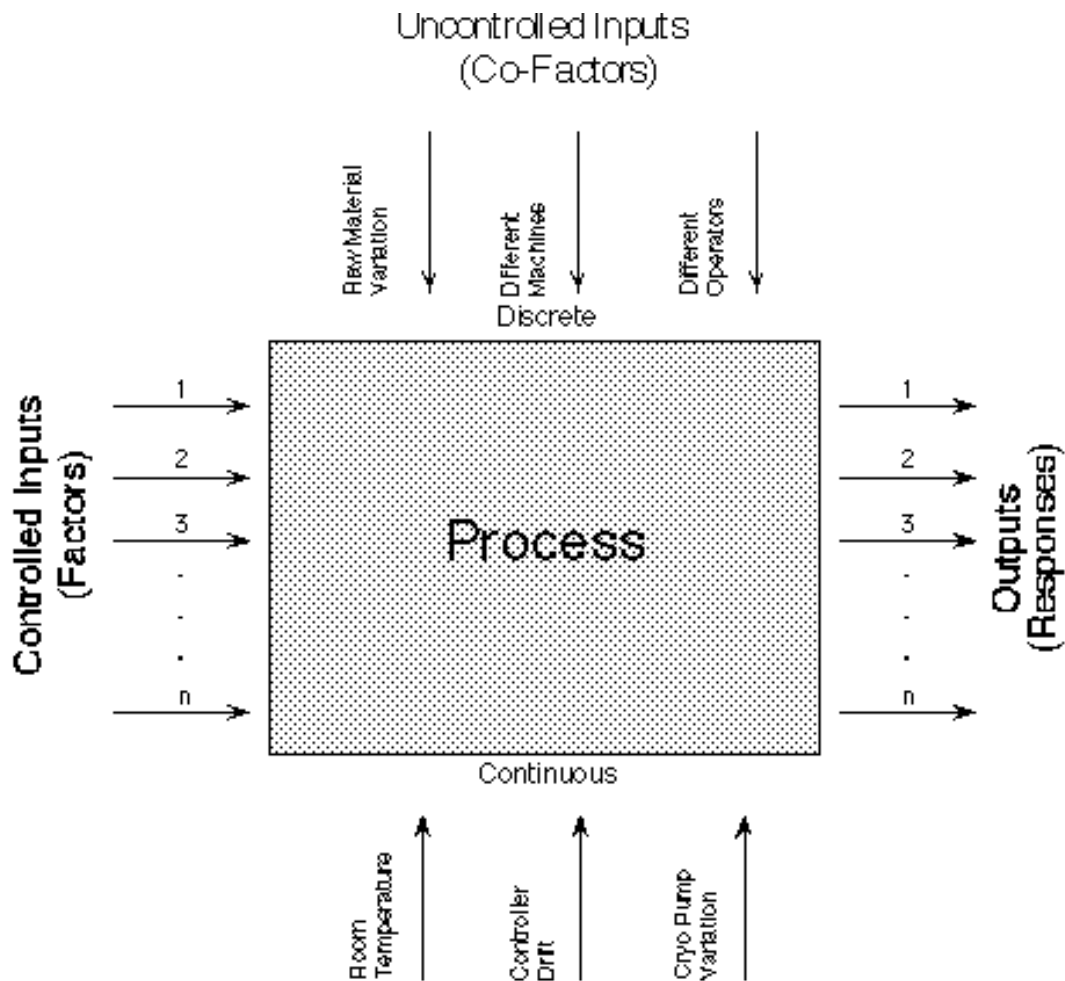 Uncontrolled Inputs
(Co-Factors)
Raw Material
Variation
Different
Machines
Different
Operators
Discrete
Controlled Inputs
(Factors)
1
2
3
n
Process
1
2
3
n
Outputs
(Responses)
Continuous
Room
Temperature
Controller
Drift
Cryo Pump
Variation